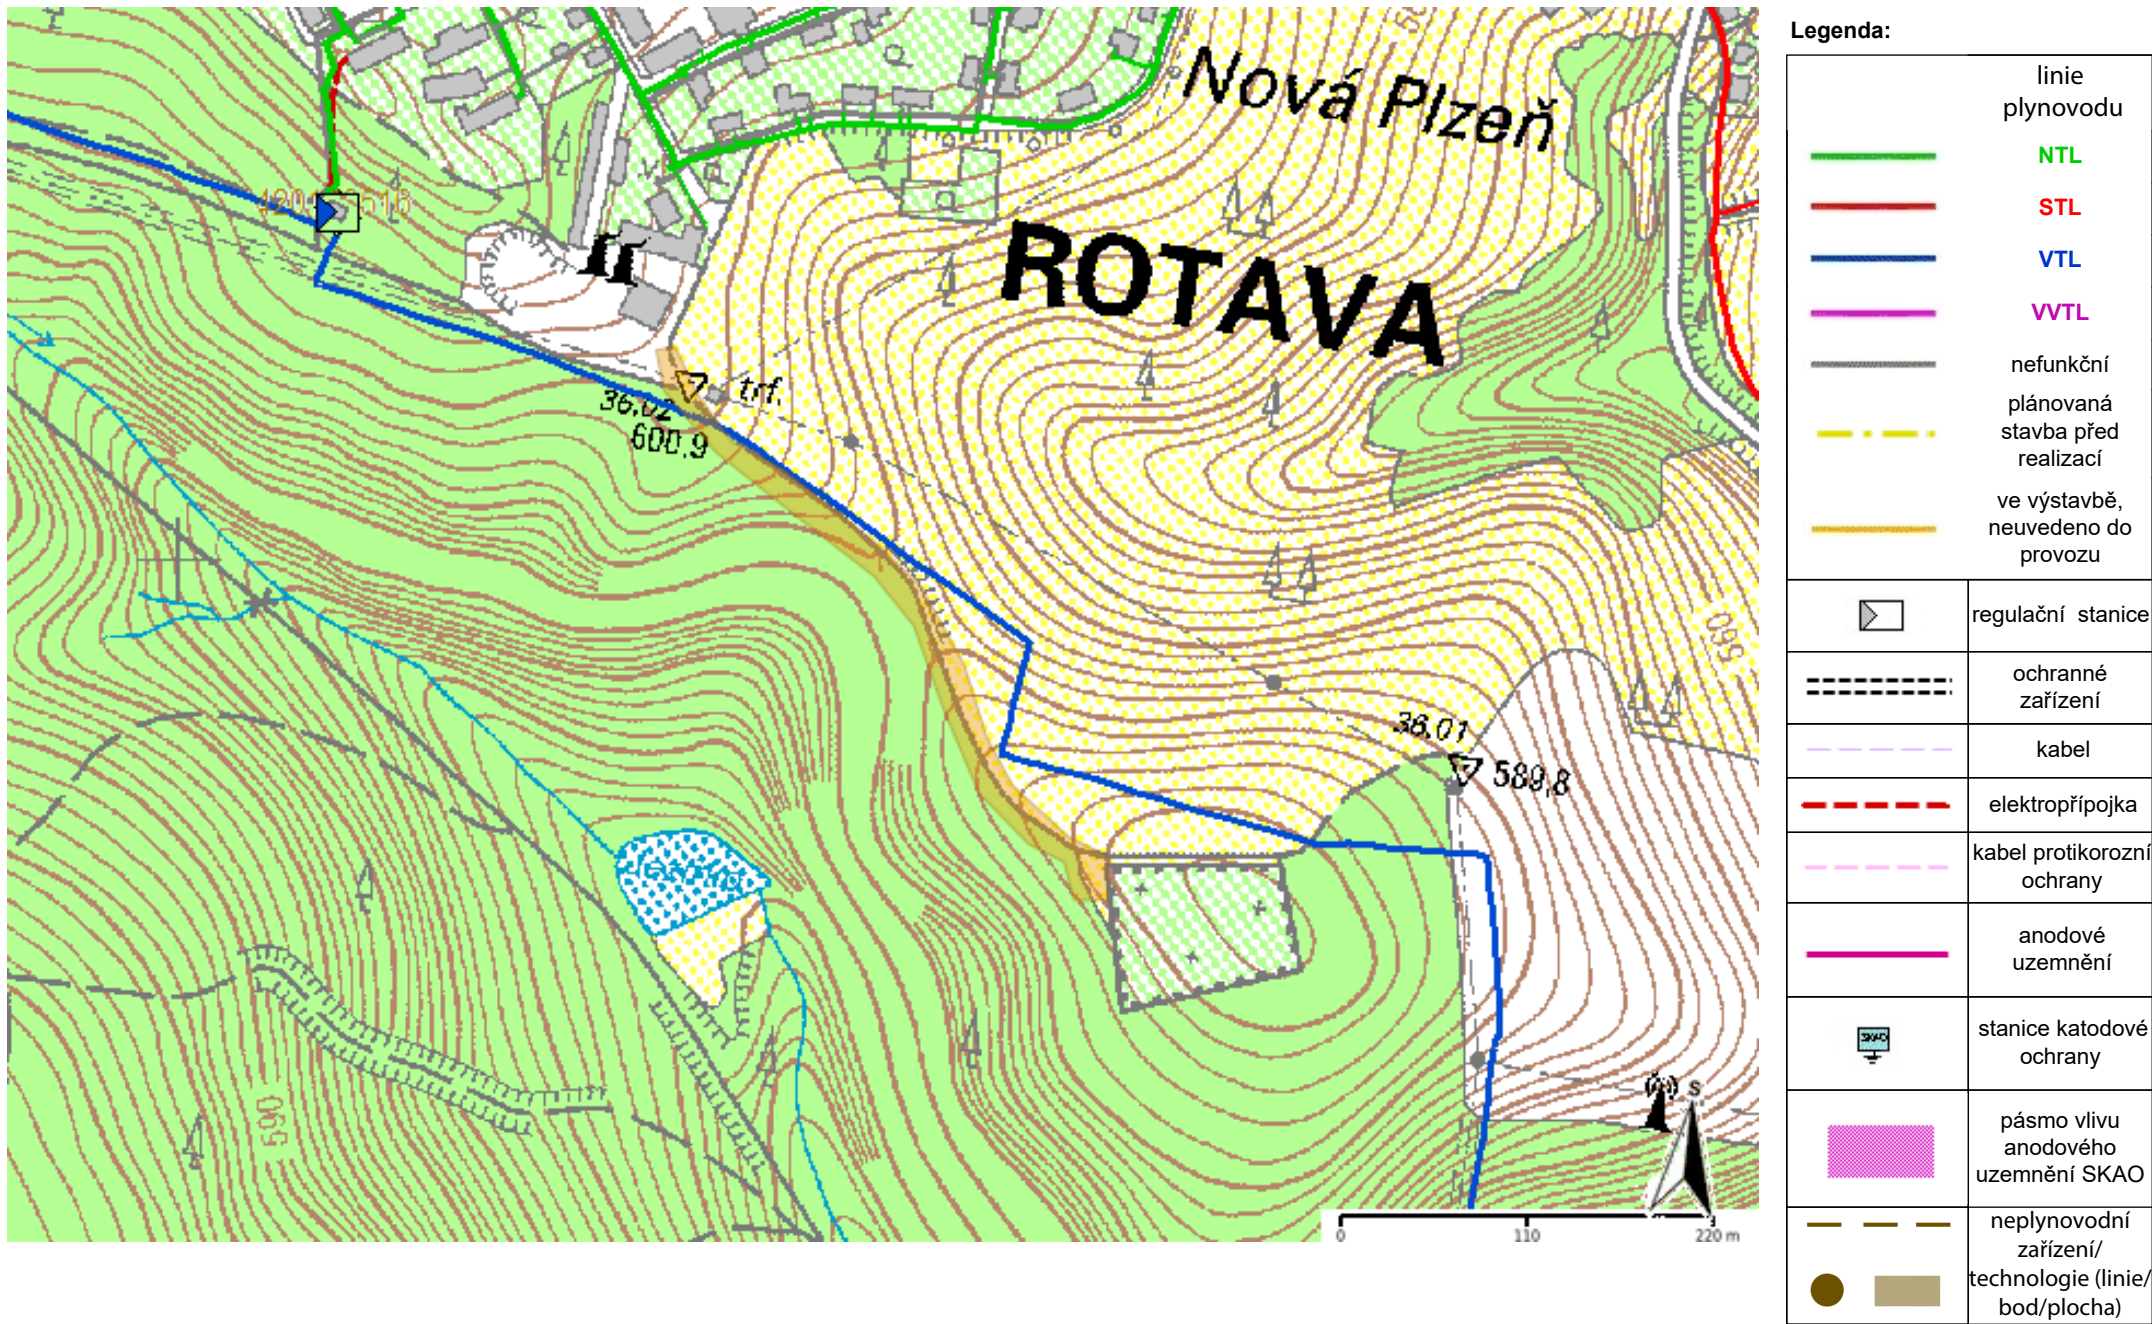 Nová Plzeň
ROTAVA
trf.
36.02
600.9
36.01
589,8
560
590
S
0 110 220 m
Legenda:
linie
plynovodu
NTL
STL
VTL
VVTL
nefunkční
plánovaná
stavba před
realizací
ve výstavbě,
neuvedeno do
provozu
regulační stanice
ochranné
zařízení
kabel
elektropřípojka
kabel protikorozní
ochrany
anodové
uzemnění
SKAO
stanice katodové
ochrany
pásmo vlivu
anodového
uzemnění SKAO
neplynovodní
zařízení/
technologie (linie/
bod/plocha)